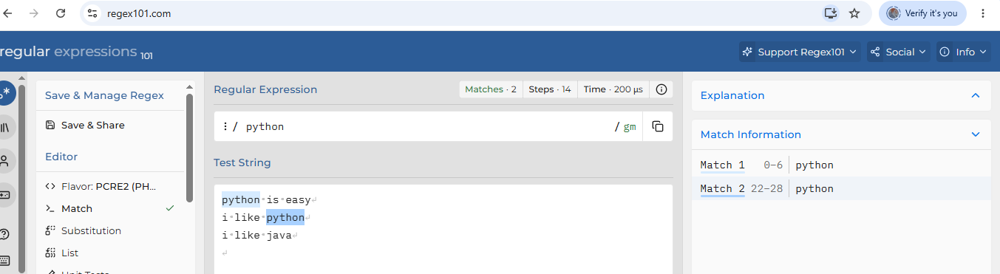 regex101.com
Verify it's you
regular expressions 101
Support Regex101
Social
Info
Save & Manage Regex
Save & Share
Editor
Flavor: PCRE2 (PH...
Match
Substitution
List
Unit Tests
Regular Expression
Matches · 2
Steps · 14
Time · 200 µs
/ python / gm
Test String
python is easy
i like python
i like java
Explanation
Match Information
Match 1 0-6 python
Match 2 22-28 python